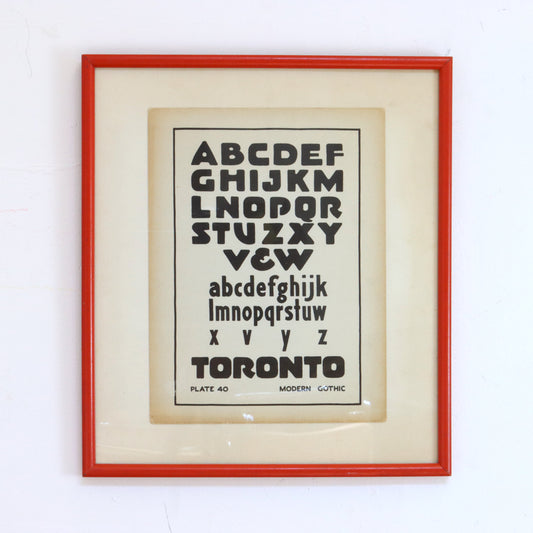 ABCDEF
GHIJKM
LNOPQR
STUZXY
V&W
abcdefghijk
lmnopqrstuw
x v y z
TORONTO
PLATE 40 MODERN GOTHIC